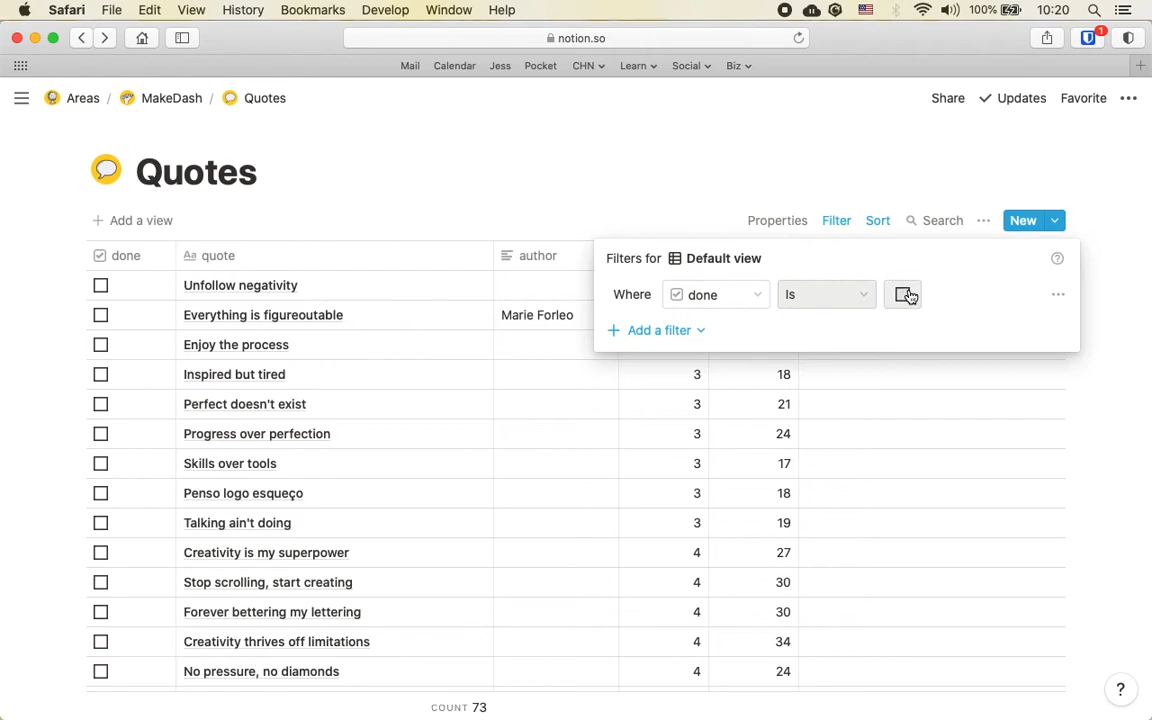 Safari File Edit View History Bookmarks Develop Window Help 100% 10:20
notion.so 1
Mail Calendar Jess Pocket CHN Learn Social Biz
Areas / MakeDash / Quotes Share Updates Favorite
Quotes
Add a view Properties Filter Sort Search New
done Aa quote author
Filters for Default view
Unfollow negativity
Where done Is
Everything is figureoutable Marie Forleo
Add a filter
Enjoy the process
Inspired but tired 3 18
Perfect doesn't exist 3 21
Progress over perfection 3 24
Skills over tools 3 17
Penso logo esqueço 3 18
Talking ain't doing 3 19
Creativity is my superpower 4 27
Stop scrolling, start creating 4 30
Forever bettering my lettering 4 30
Creativity thrives off limitations 4 34
No pressure, no diamonds 4 24
COUNT 73
?